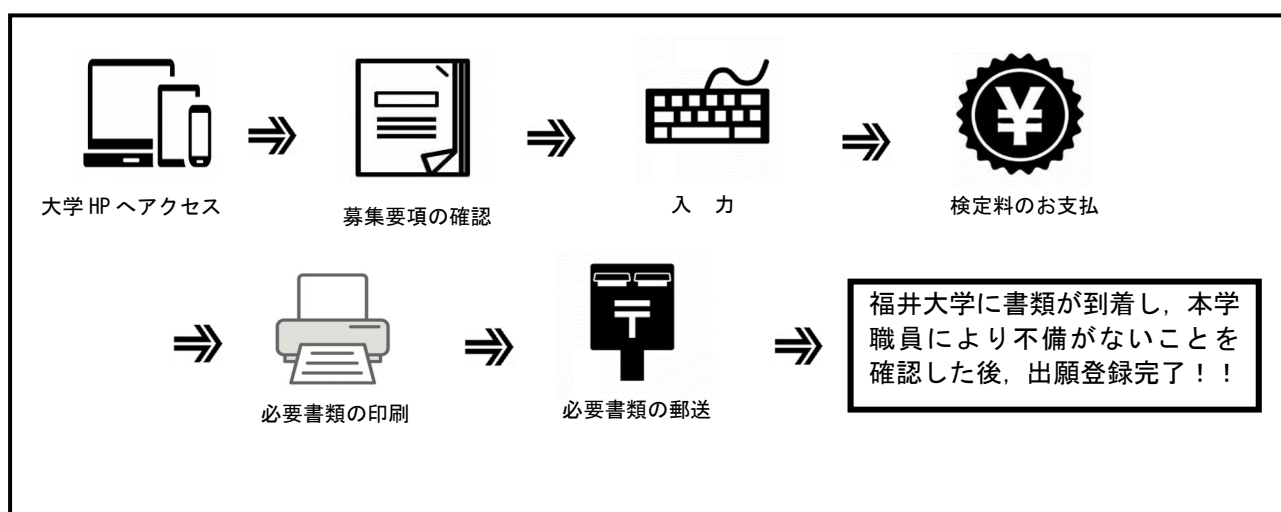 大学 HP へアクセス
募集要項の確認
入　力
検定料のお支払
必要書類の印刷
必要書類の郵送
福井大学に書類が到着し，本学
職員により不備がないことを
確認した後，出願登録完了！！